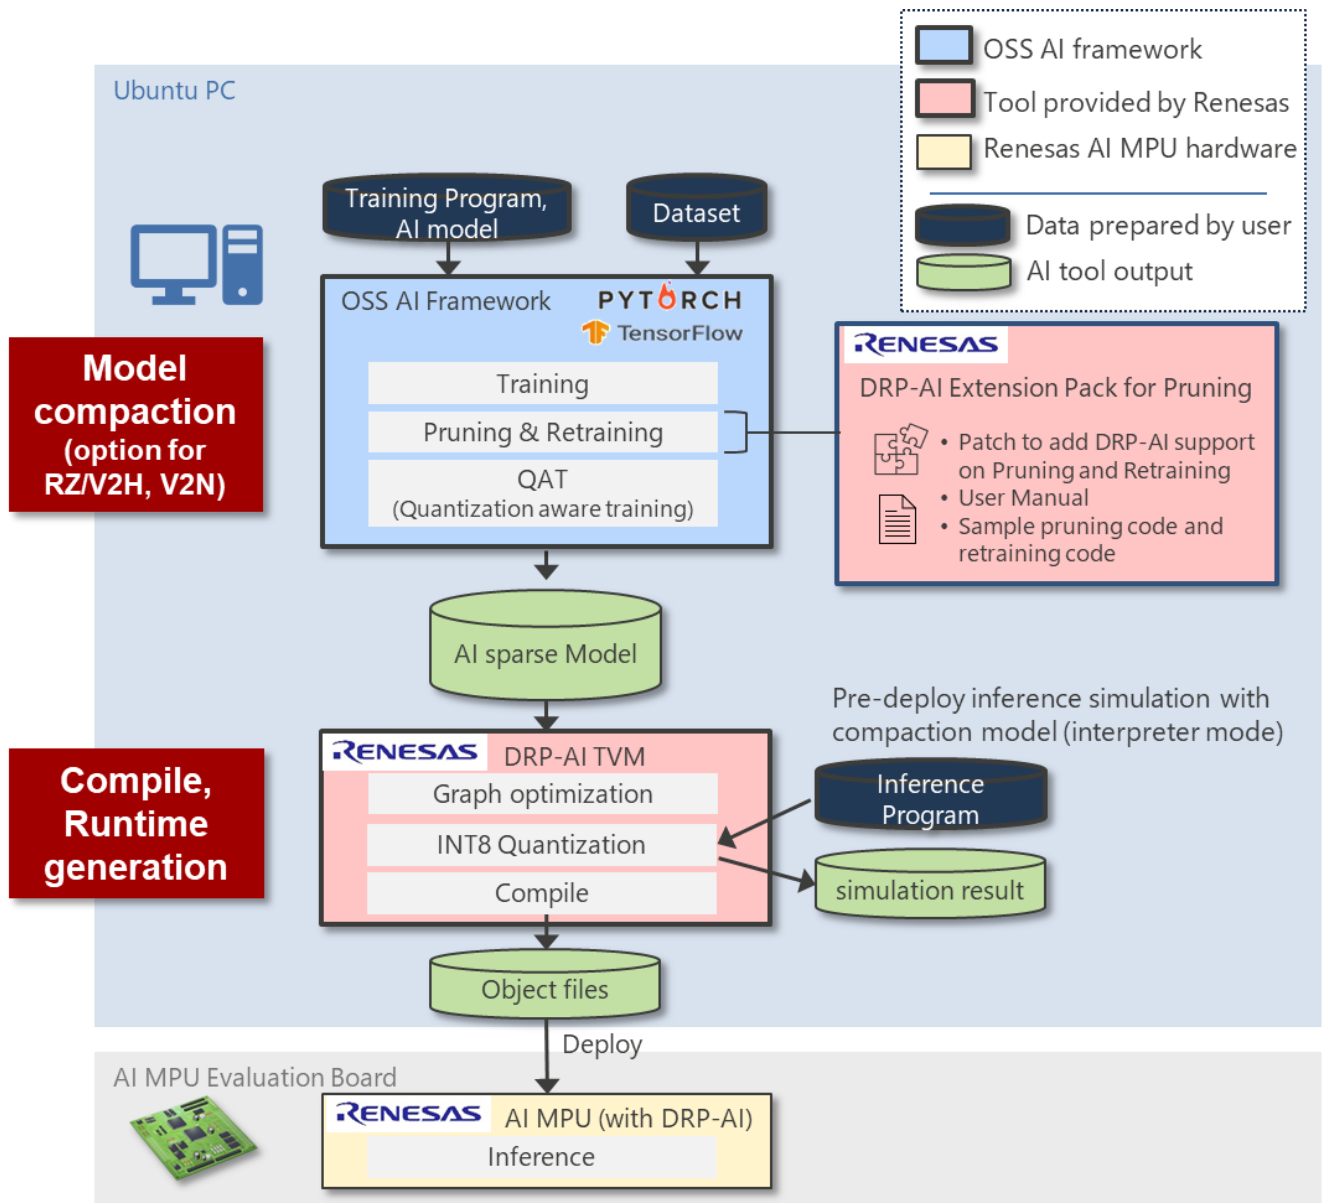 OSS AI framework
Tool provided by Renesas
Renesas AI MPU hardware
Data prepared by user
AI tool output
Ubuntu PC
Training Program,
AI model
Dataset
OSS AI Framework
PYTORCH
TensorFlow
Training
Pruning & Retraining
QAT
(Quantization aware training)
Model
compaction
(option for
RZ/V2H, V2N)
RENESAS
DRP-AI Extension Pack for Pruning
• Patch to add DRP-AI support
on Pruning and Retraining
• User Manual
• Sample pruning code and
retraining code
AI sparse Model
Pre-deploy inference simulation with
compaction model (interpreter mode)
Compile,
Runtime
generation
RENESAS
DRP-AI TVM
Graph optimization
INT8 Quantization
Compile
Inference
Program
simulation result
Object files
Deploy
AI MPU Evaluation Board
RENESAS
AI MPU (with DRP-AI)
Inference